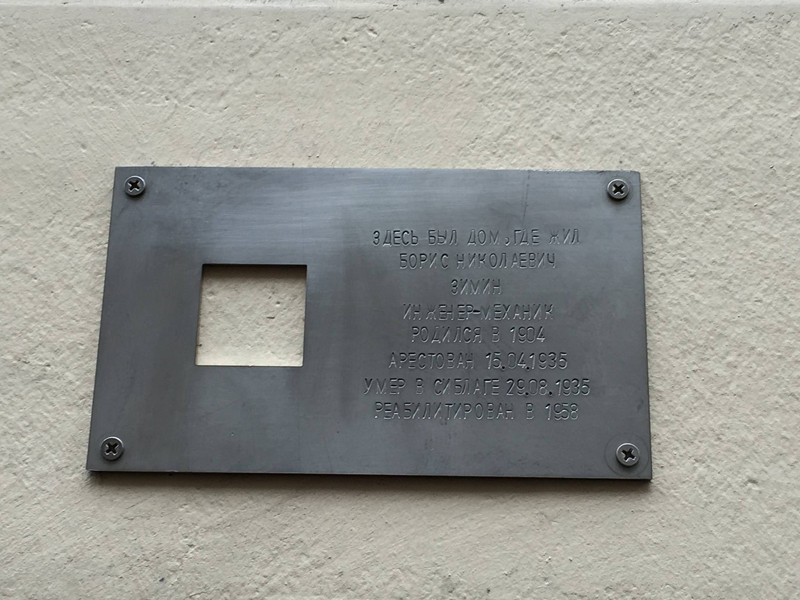 ЗДЕСЬ БЫЛ ДОМ, ГДЕ ЖИЛ
БОРИС НИКОЛАЕВИЧ
ЗИМИН
ИНЖЕНЕР-МЕХАНИК
РОДИЛСЯ В 1904
АРЕСТОВАН 15.04.1935
УМЕР В СИБЛАГЕ 29.08.1935
РЕАБИЛИТИРОВАН В 1958